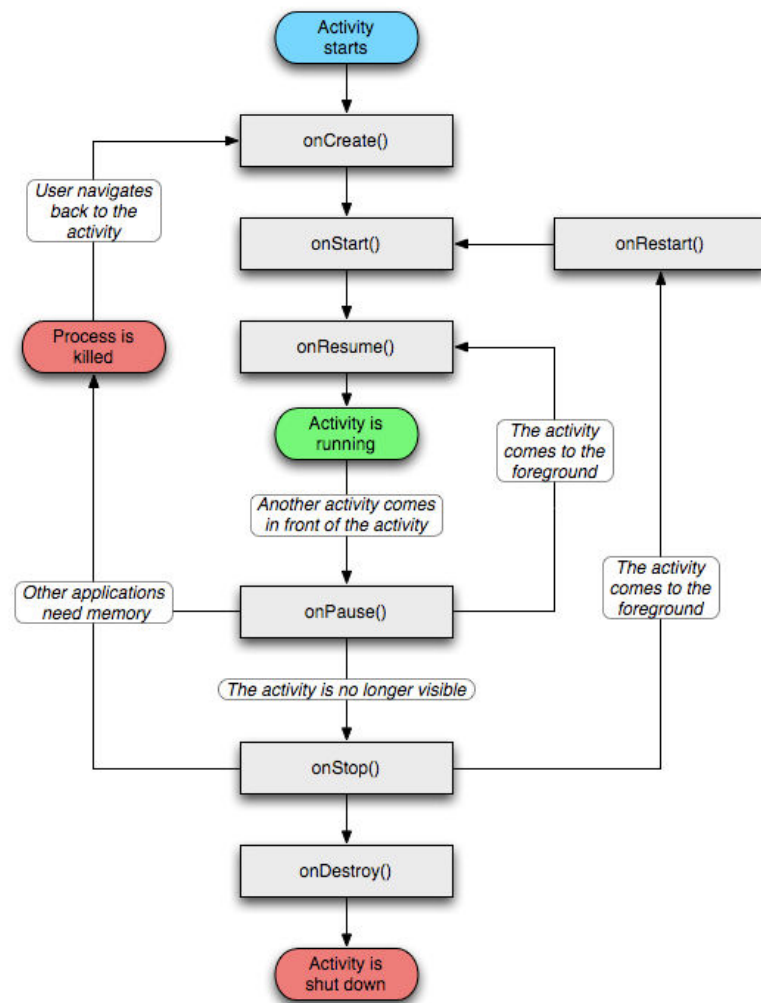 Activity
starts
onCreate()
User navigates
back to the
activity
onStart()
onRestart()
Process is
killed
onResume()
Activity is
running
The activity
comes to the
foreground
Another activity comes
in front of the activity
The activity
comes to the
foreground
Other applications
need memory
onPause()
The activity is no longer visible
onStop()
onDestroy()
Activity is
shut down